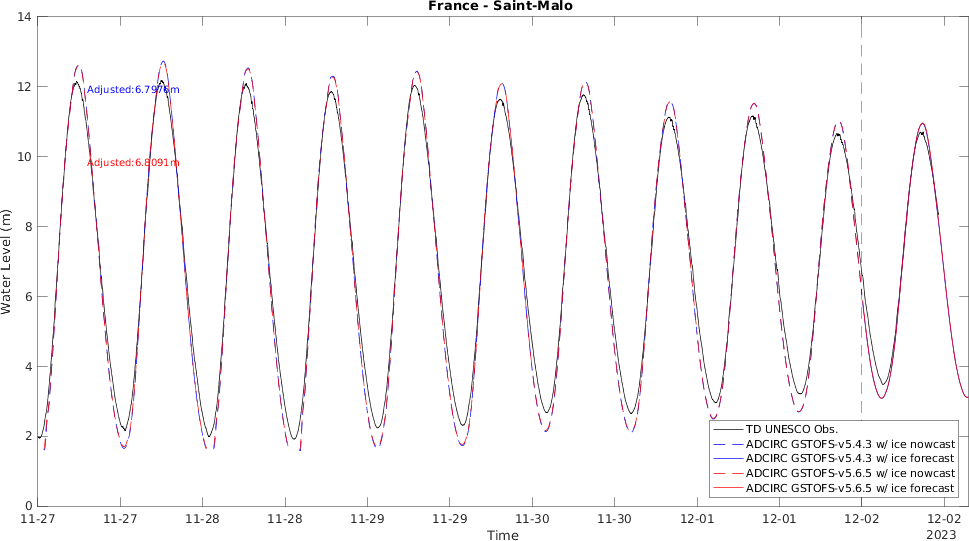 France - Saint-Malo
14
12
10
8
6
4
2
0
Water Level (m)
Adjusted:6.7976m
Adjusted:6.8091m
TD UNESCO Obs.
ADCIRC GSTOFS-v5.4.3 w/ ice nowcast
ADCIRC GSTOFS-v5.4.3 w/ ice forecast
ADCIRC GSTOFS-v5.6.5 w/ ice nowcast
ADCIRC GSTOFS-v5.6.5 w/ ice forecast
11-27 11-27 11-28 11-28 11-29 11-29 11-30 11-30 12-01 12-01 12-02 12-02
Time
2023